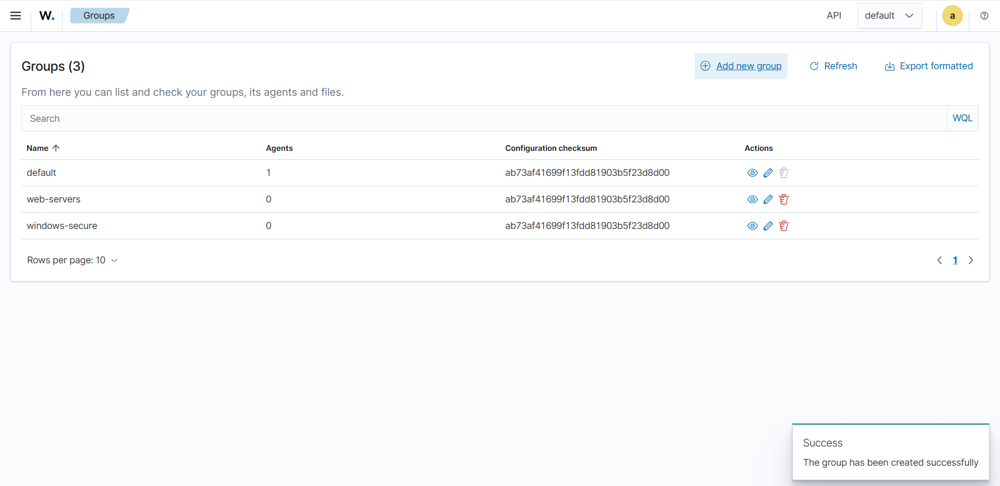 W. Groups API default a
Groups (3) Add new group Refresh Export formatted
From here you can list and check your groups, its agents and files.
Search WQL
Name Agents Configuration checksum Actions
default 1 ab73af41699f13fdd81903b5f23d8d00
web-servers 0 ab73af41699f13fdd81903b5f23d8d00
windows-secure 0 ab73af41699f13fdd81903b5f23d8d00
Rows per page: 10 1
Success
The group has been created successfully